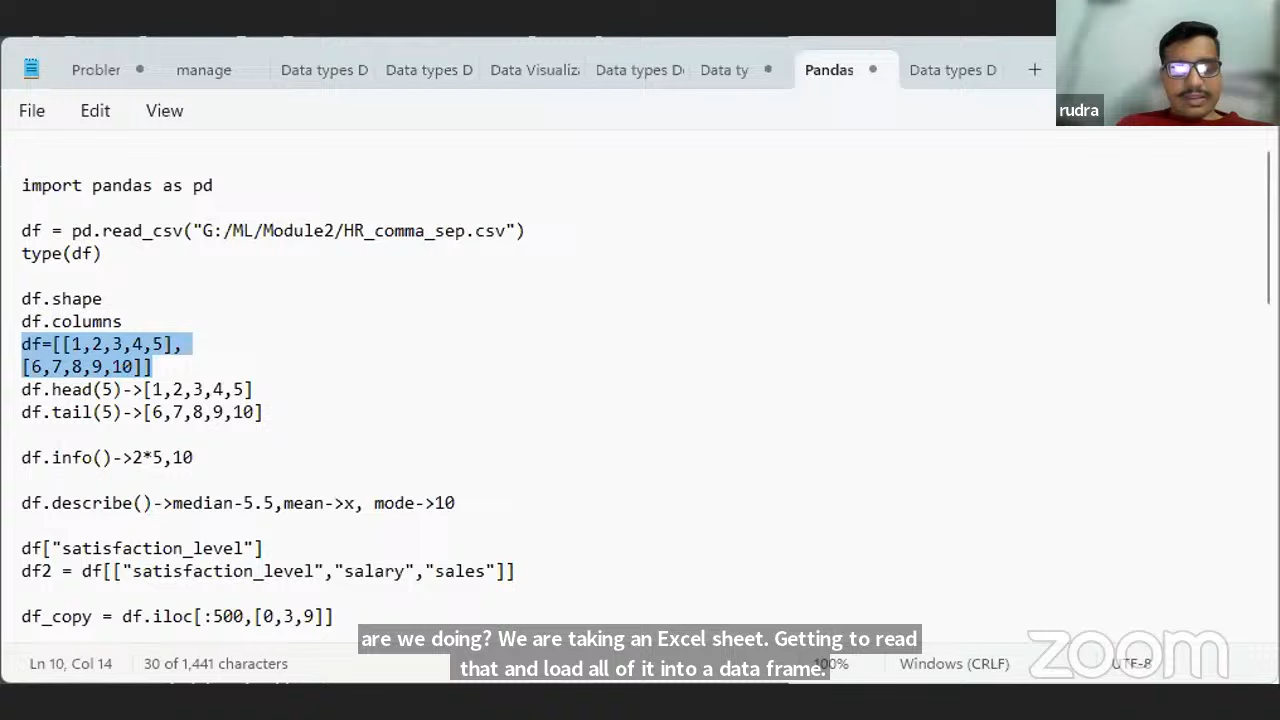 Probler
manage
Data types D
Data types D
Data Visualiz
Data types D
Data ty
Pandas
Data types D
File
Edit
View
rudra
import pandas as pd
df = pd.read_csv("G:/ML/Module2/HR_comma_sep.csv")
type(df)
df.shape
df.columns
df=[[1,2,3,4,5],
[6,7,8,9,10]]
df.head(5)->[1,2,3,4,5]
df.tail(5)->[6,7,8,9,10]
df.info()->2*5,10
df.describe()->median-5.5,mean->x, mode->10
df["satisfaction_level"]
df2 = df[["satisfaction_level","salary","sales"]]
df_copy = df.iloc[:500,[0,3,9]]
are we doing? We are taking an Excel sheet. Getting to read
that and load all of it into a data frame.
Ln 10, Col 14
30 of 1,441 characters
100%
Windows (CRLF)
UTF-8
zoom